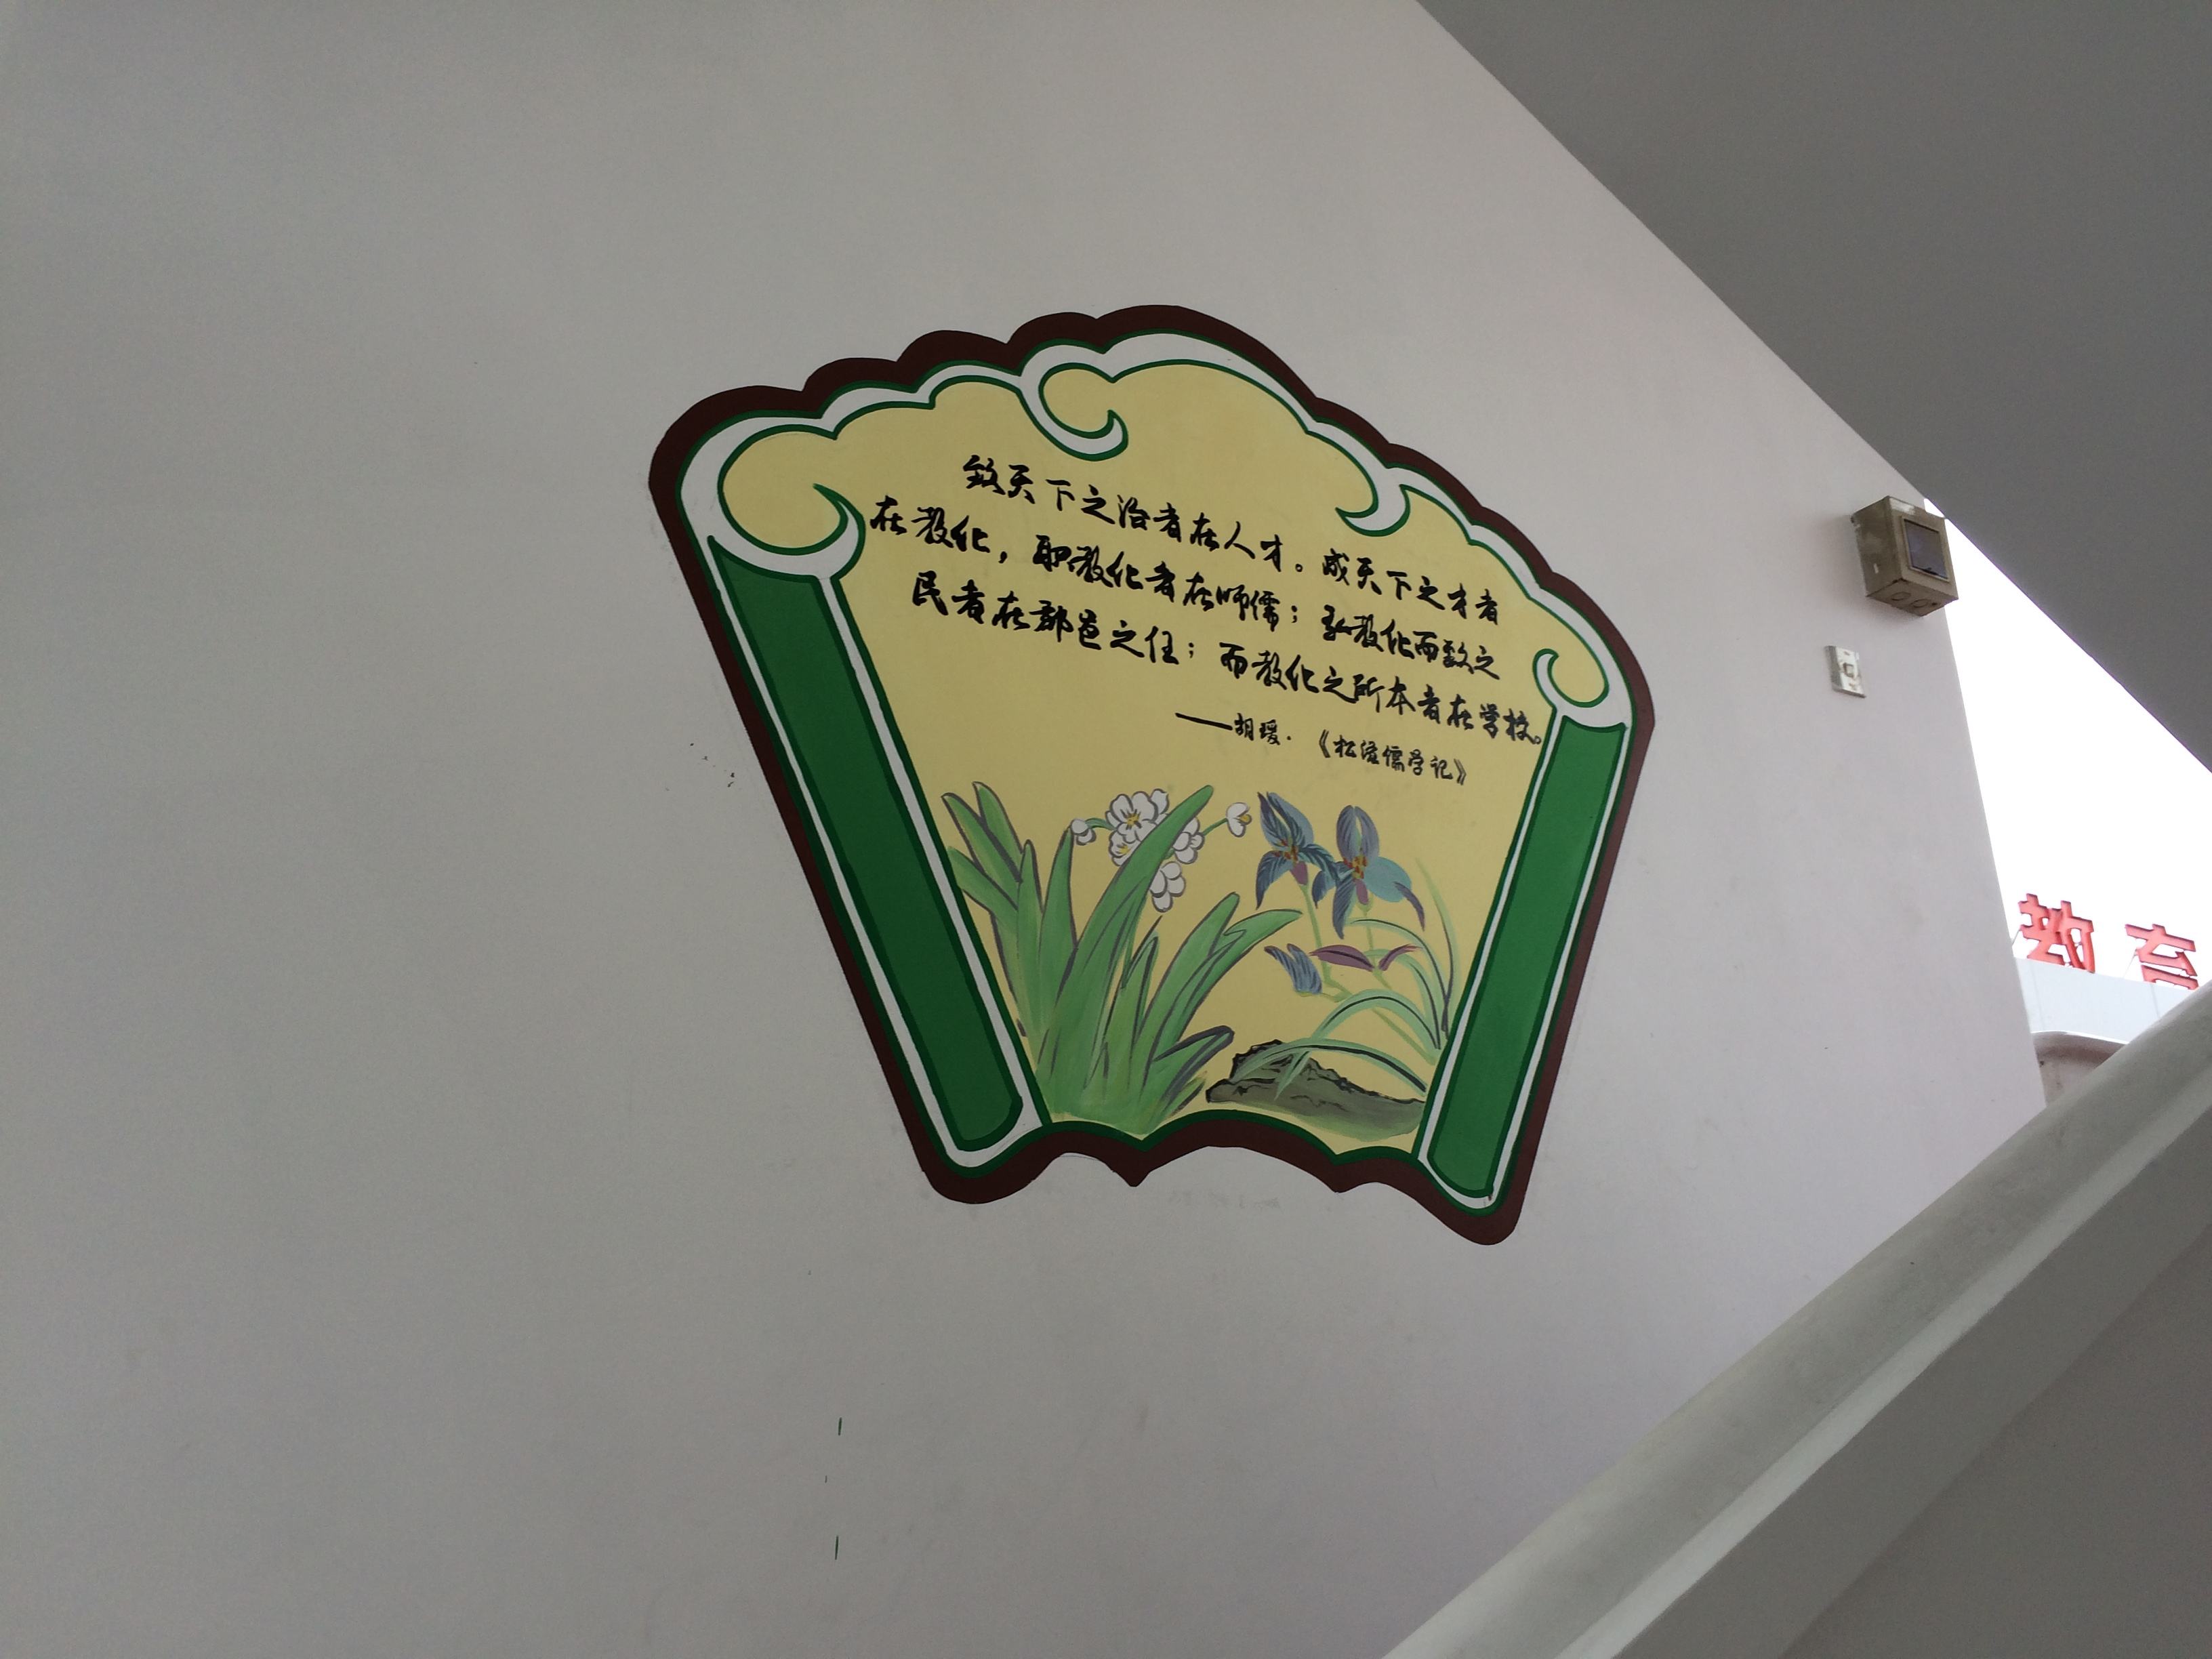 致天下之治者在人才。成天下之才者
在教化，职教化者在师儒；弘教化而致之
民者在郡邑之任；而教化之所本者在学校。
——胡瑗·《松滋儒学记》
教育